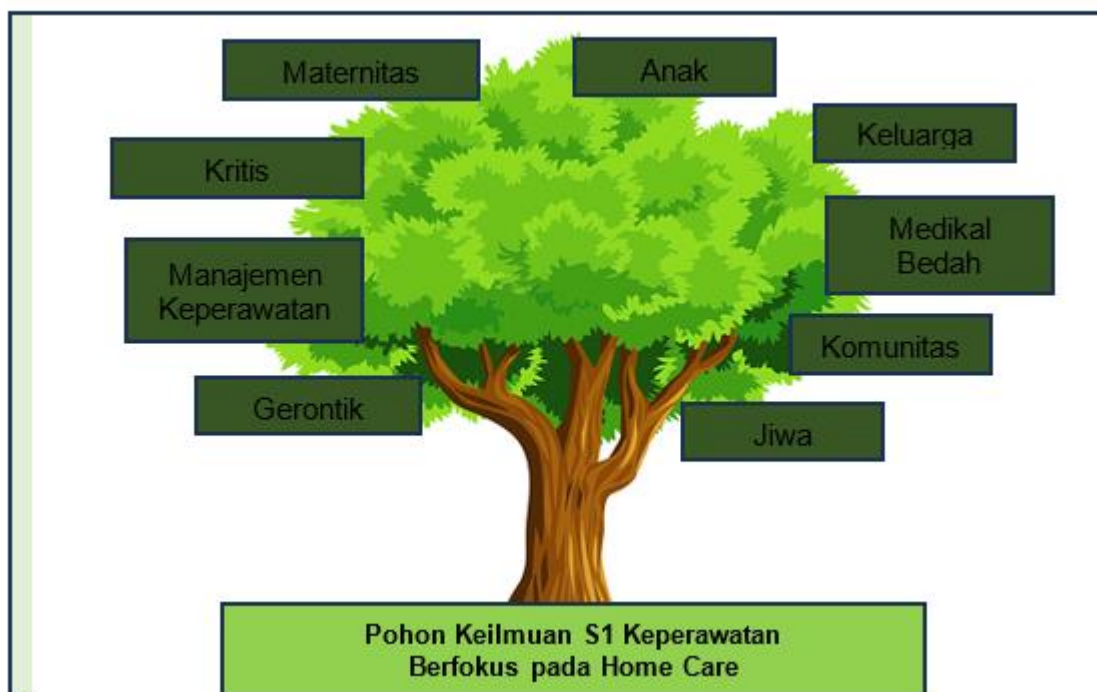 Maternitas
Anak
Keluarga
Kritis
Medikal
Bedah
Manajemen
Keperawatan
Komunitas
Gerontik
Jiwa
Pohon Keilmuan S1 Keperawatan
Berfokus pada Home Care